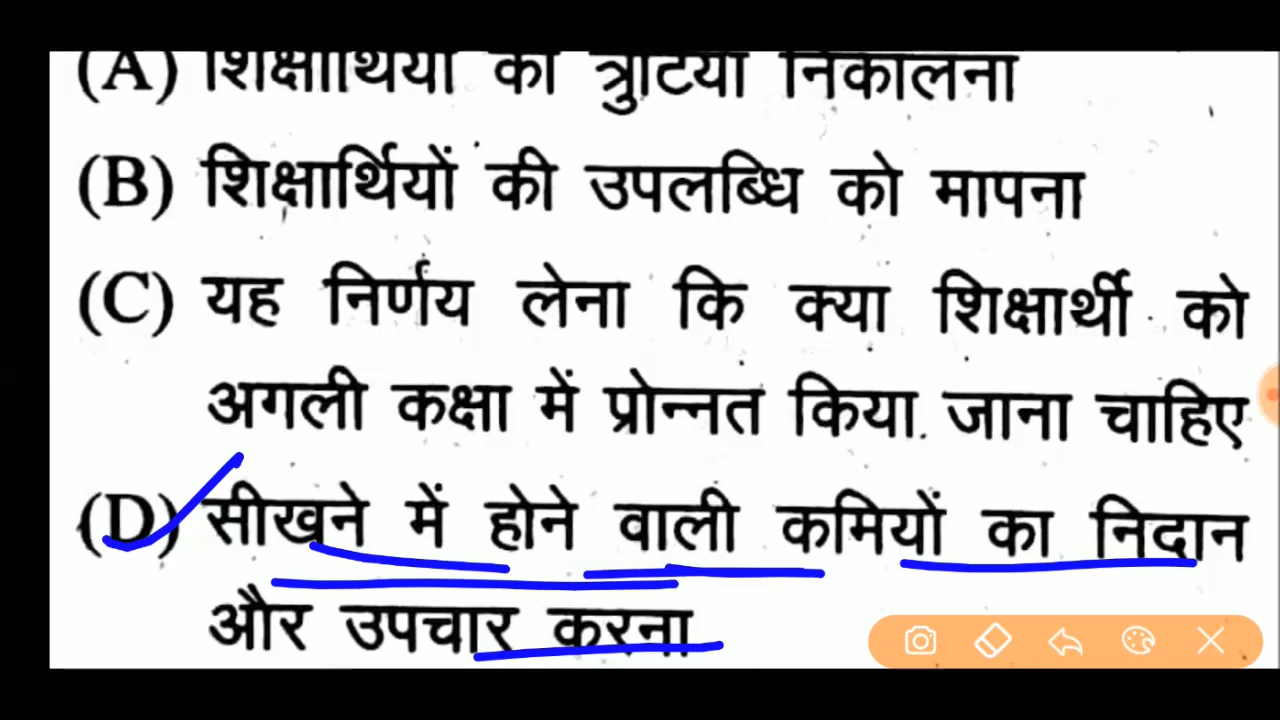 (A) शिक्षार्थियों की त्रुटियाँ निकालना
(B) शिक्षार्थियों की उपलब्धि को मापना
(C) यह निर्णय लेना कि क्या शिक्षार्थी को
अगली कक्षा में प्रोन्नत किया जाना चाहिए
(D) सीखने में होने वाली कमियों का निदान
और उपचार करना